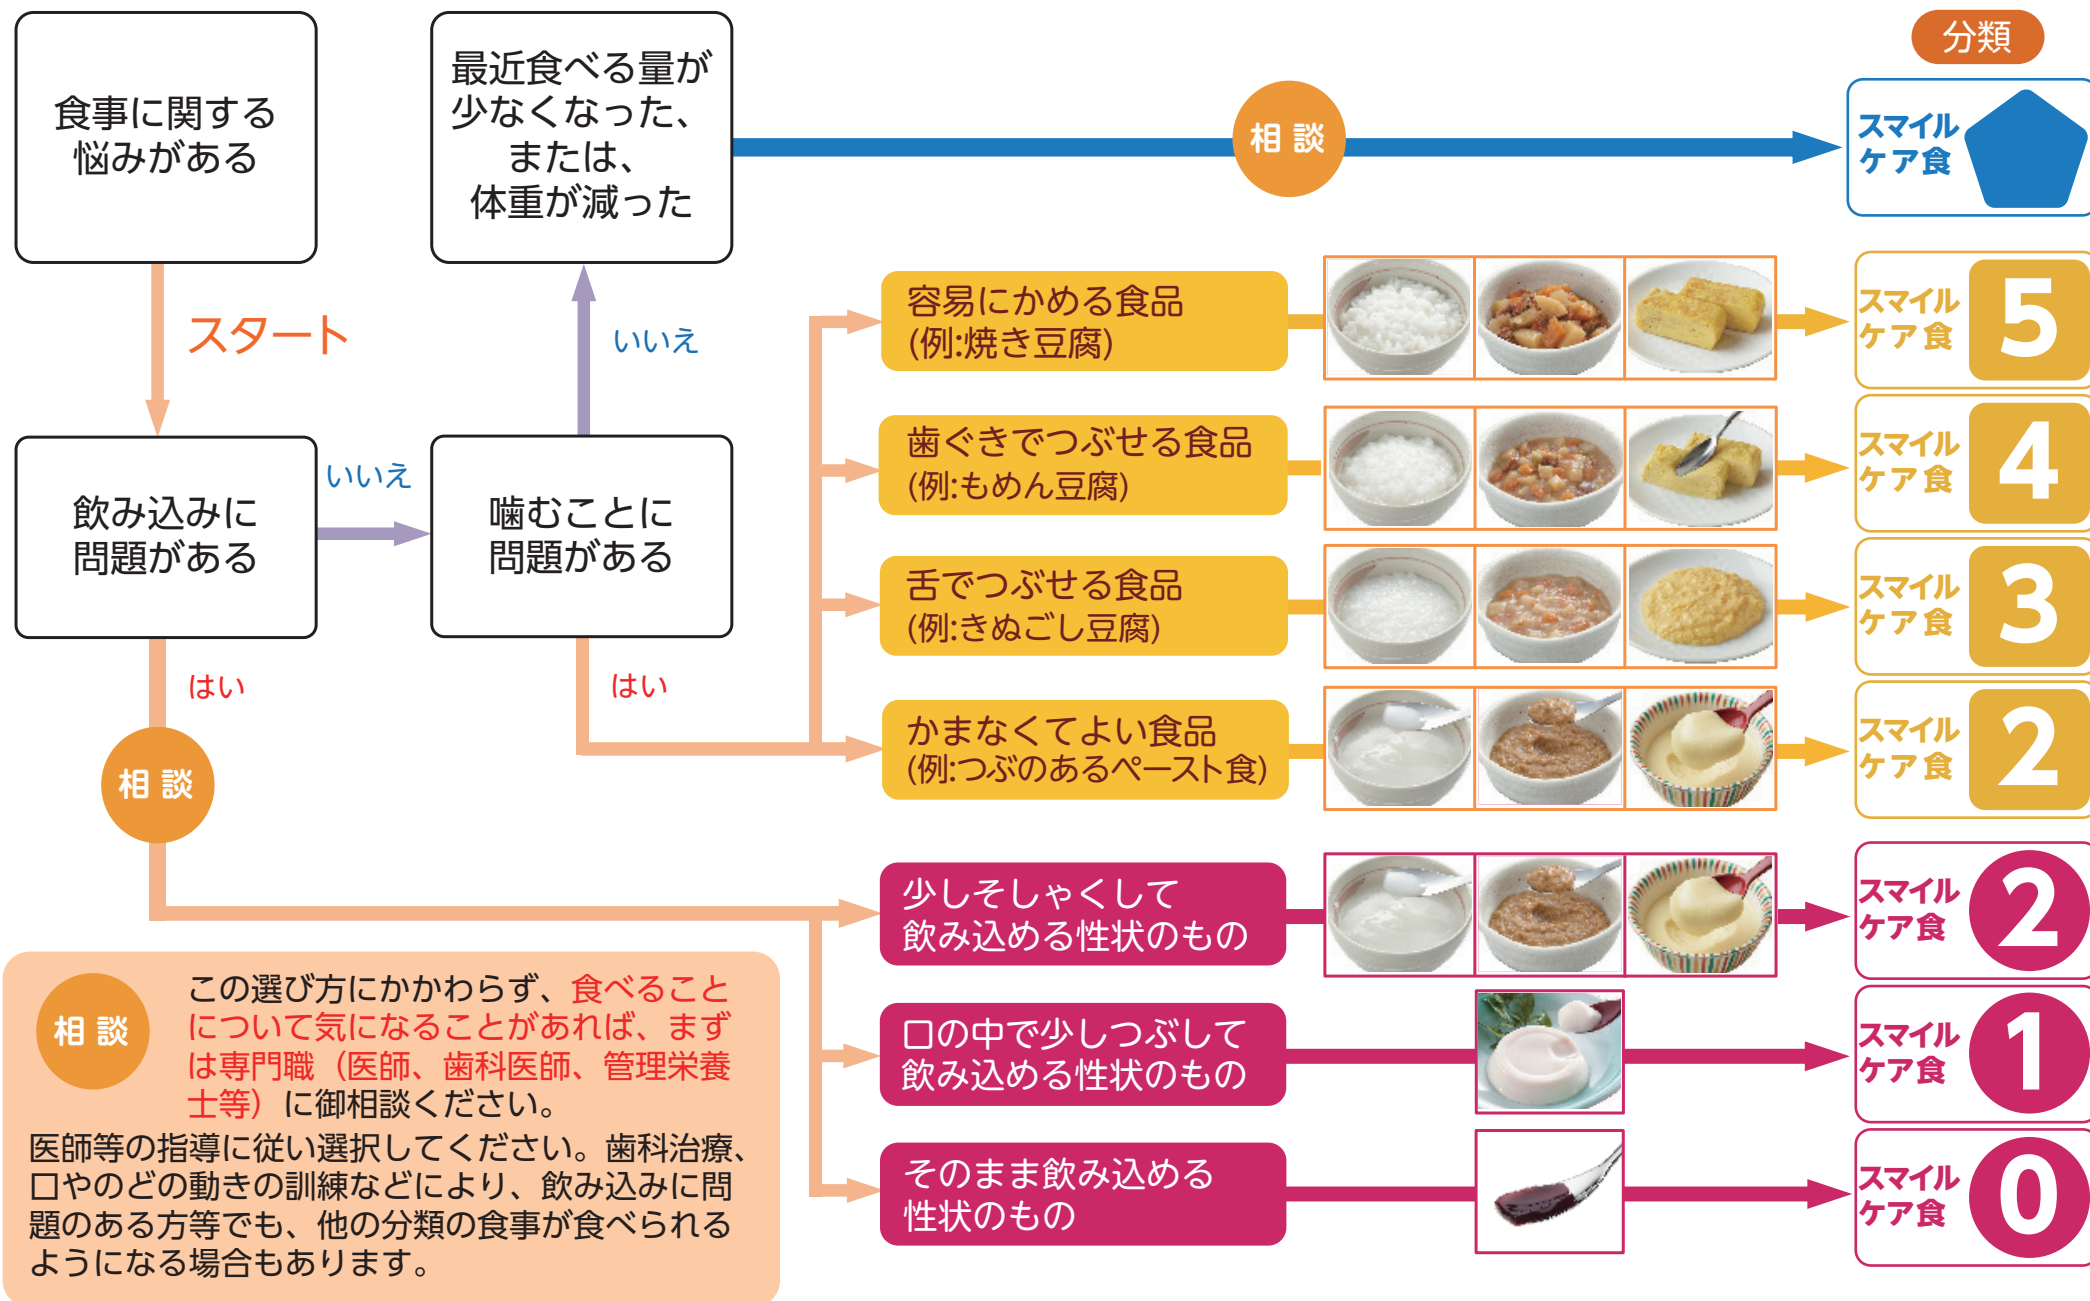 分類
食事に関する
悩みがある
最近食べる量が
少なくなった、
または、
体重が減った
相談
スマイル
ケア食
スタート
いいえ
容易にかめる食品
(例:焼き豆腐)
スマイル
ケア食
5
飲み込みに
問題がある
いいえ
噛むことに
問題がある
歯ぐきでつぶせる食品
(例:もめん豆腐)
スマイル
ケア食
4
舌でつぶせる食品
(例:きぬごし豆腐)
スマイル
ケア食
3
はい
はい
かまなくてよい食品
(例:つぶのあるペースト食)
スマイル
ケア食
2
相談
少しそしゃくして
飲み込める性状のもの
スマイル
ケア食
2
口の中で少しつぶして
飲み込める性状のもの
スマイル
ケア食
1
そのまま飲み込める
性状のもの
スマイル
ケア食
0
相談
この選び方にかかわらず、食べること
について気になることがあれば、まず
は専門職（医師、歯科医師、管理栄養
士等）に御相談ください。
医師等の指導に従い選択してください。歯科治療、
口やのどの動きの訓練などにより、飲み込みに問
題のある方等でも、他の分類の食事が食べられる
ようになる場合もあります。